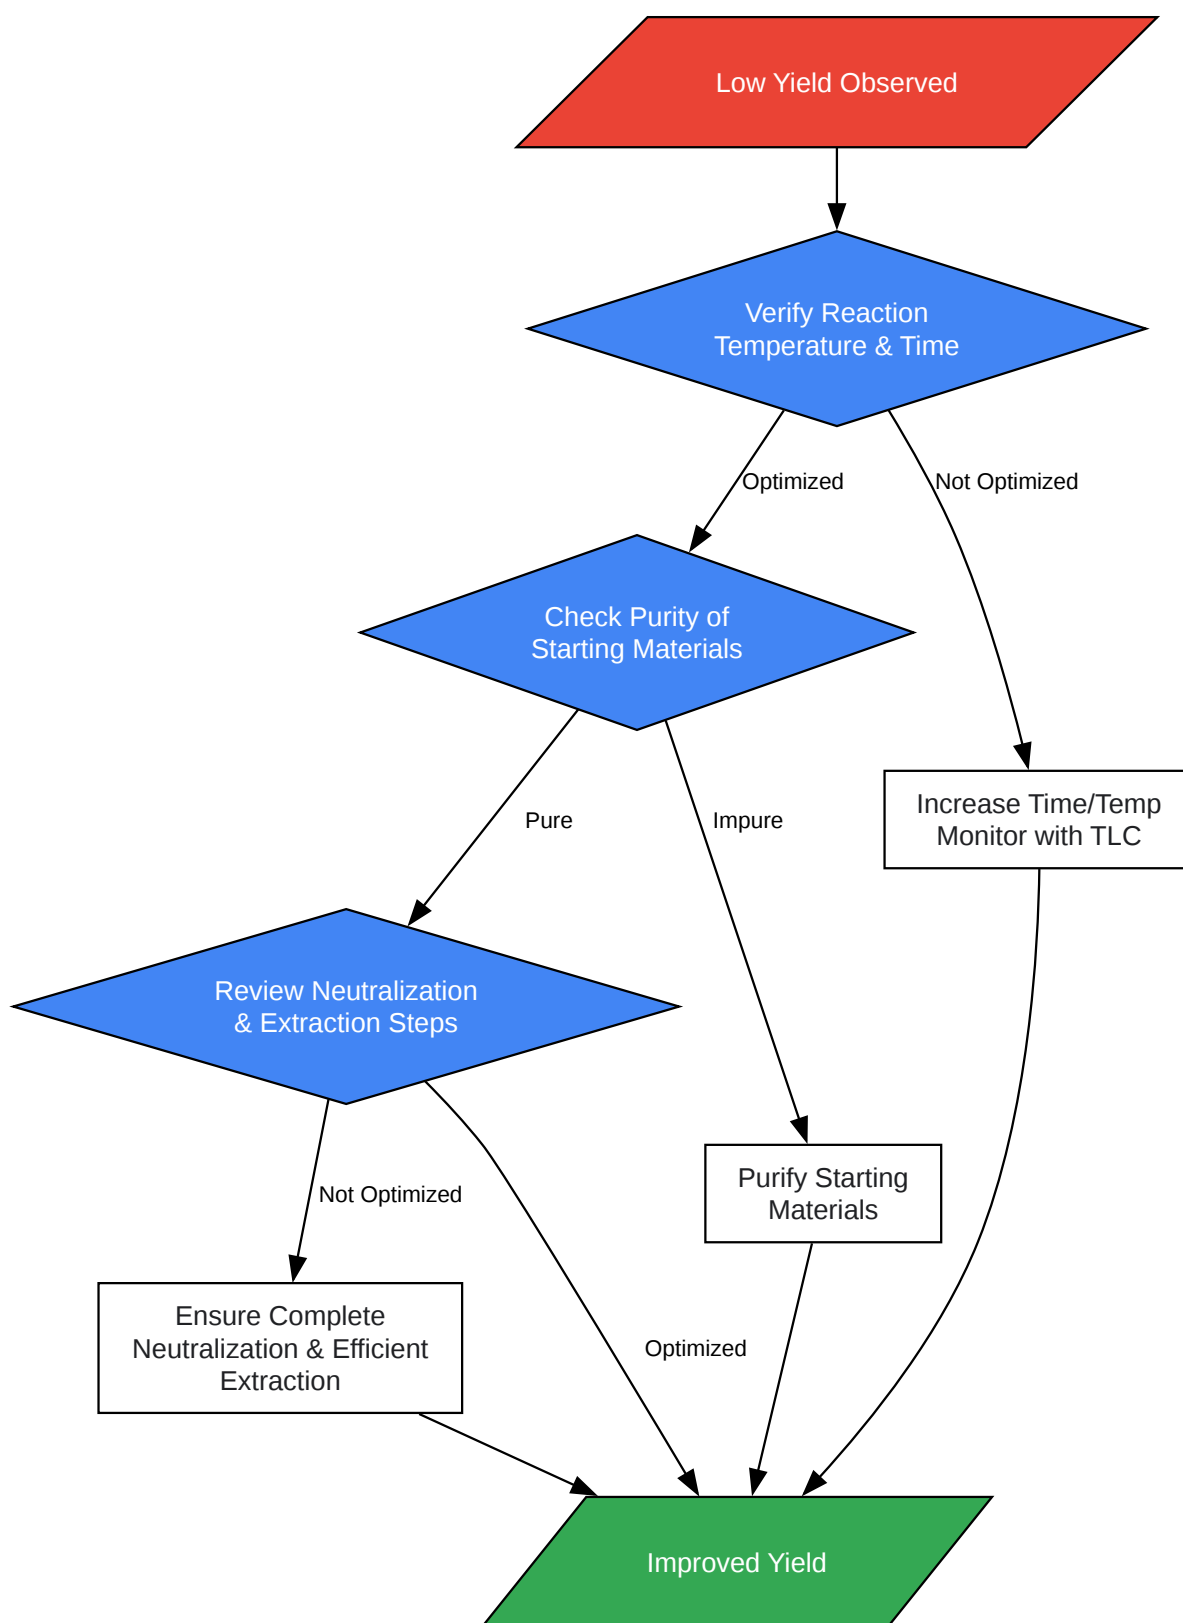 Low Yield Observed
Verify Reaction
Temperature & Time
Optimized
Not Optimized
Check Purity of
Starting Materials
Increase Time/Temp
Monitor with TLC
Pure
Impure
Review Neutralization
& Extraction Steps
Purify Starting
Materials
Not Optimized
Ensure Complete
Neutralization & Efficient
Extraction
Optimized
Improved Yield